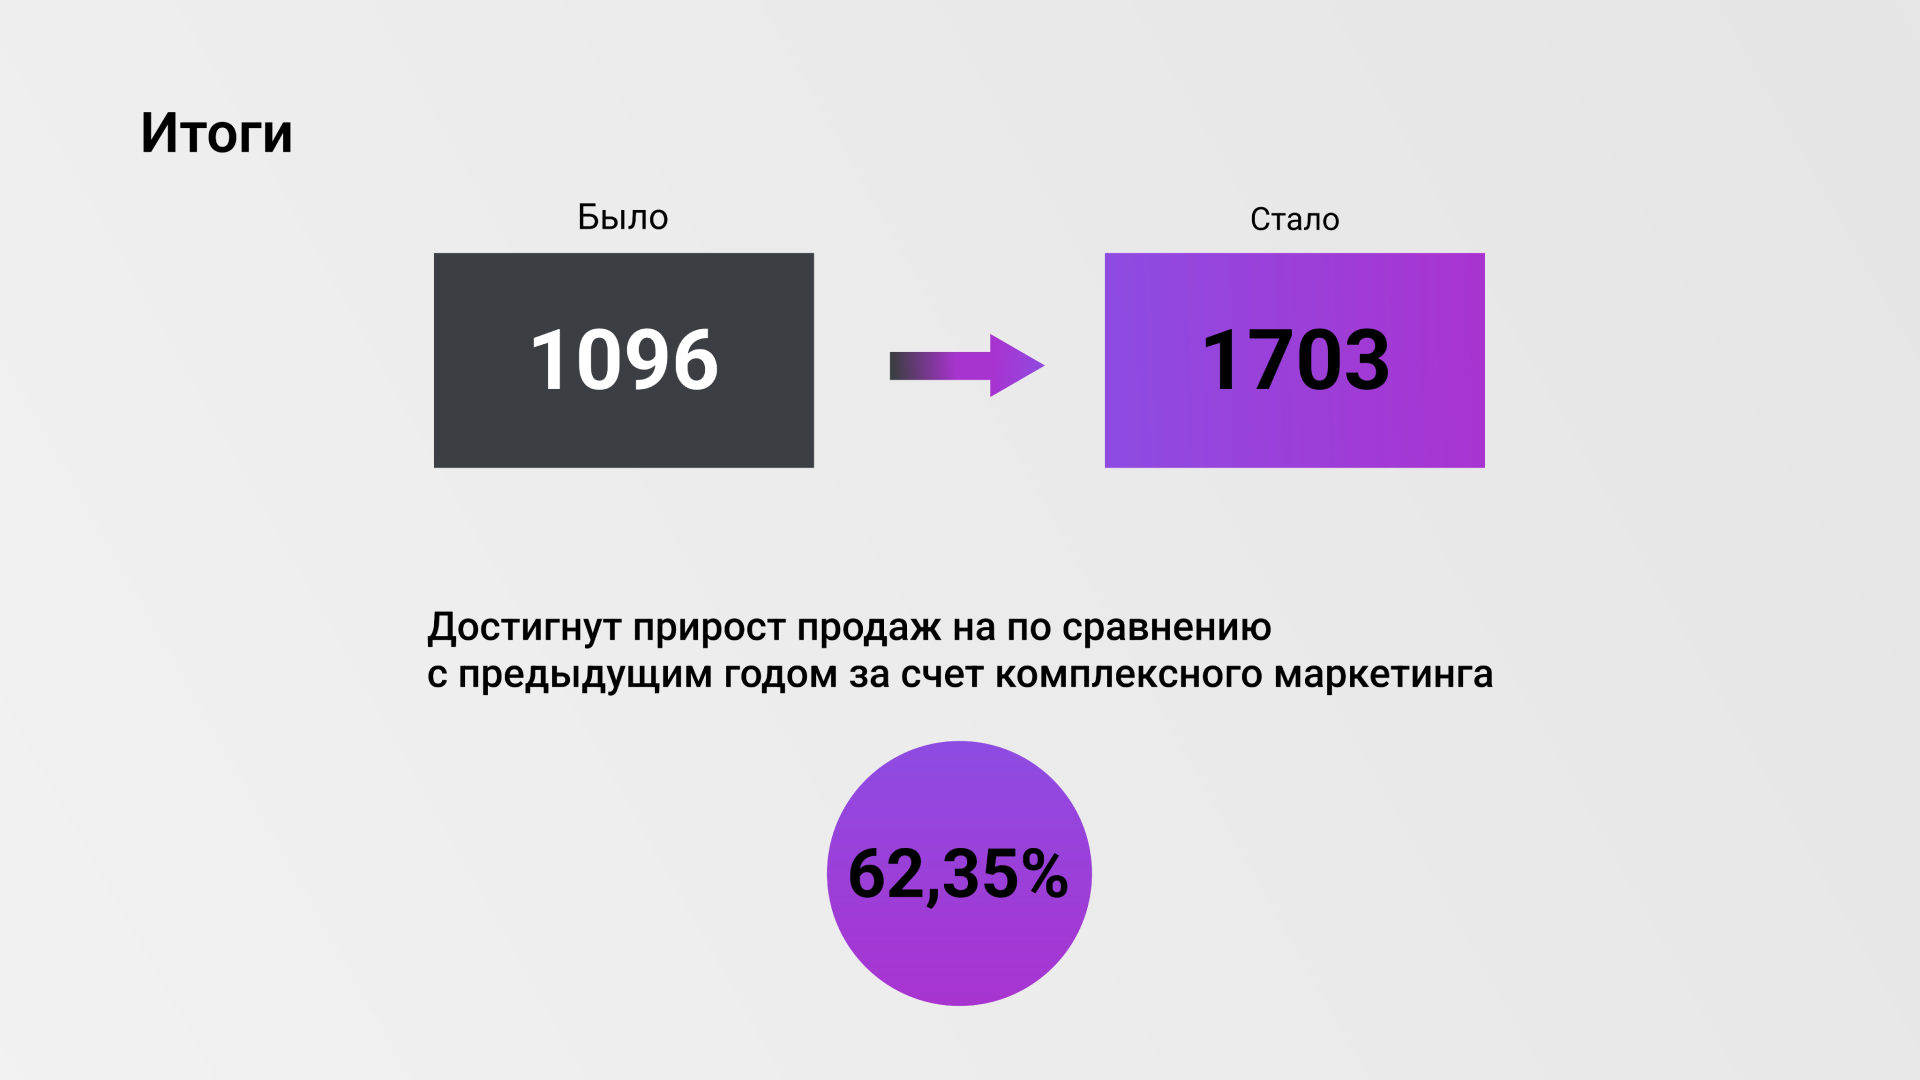 Итоги
Было
Стало
1096
1703
Достигнут прирост продаж на по сравнению
с предыдущим годом за счет комплексного маркетинга
62,35%